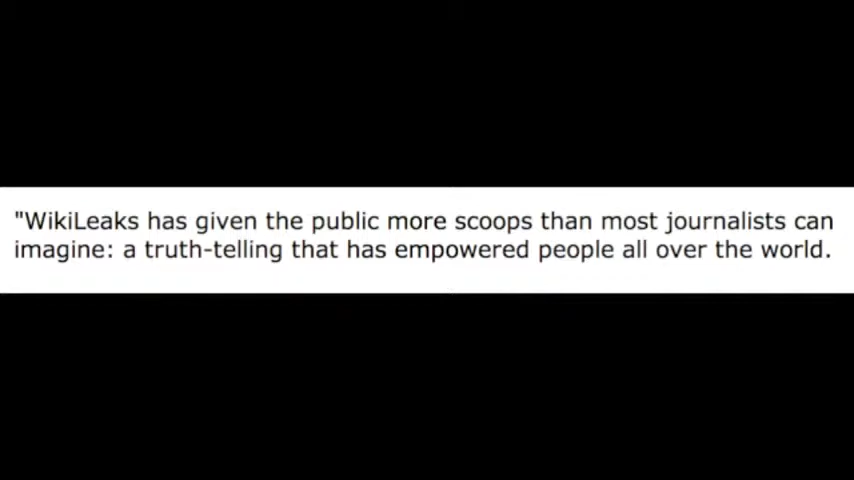 "WikiLeaks has given the public more scoops than most journalists can
imagine: a truth-telling that has empowered people all over the world.